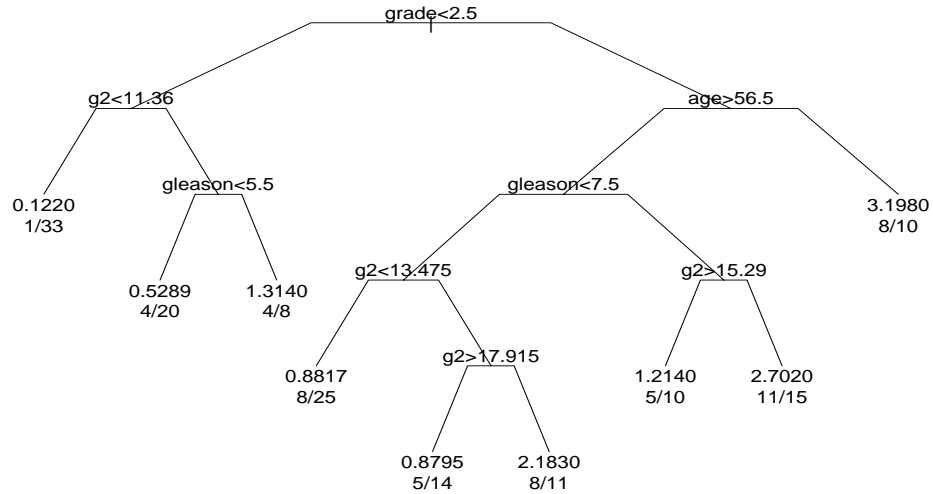 grade<2.5
g2<11.36
age>56.5
gleason<5.5
gleason<7.5
0.1220
1/33
3.1980
8/10
g2<13.475
g2>15.29
0.5289
4/20
1.3140
4/8
g2>17.915
0.8817
8/25
1.2140
5/10
2.7020
11/15
0.8795
5/14
2.1830
8/11